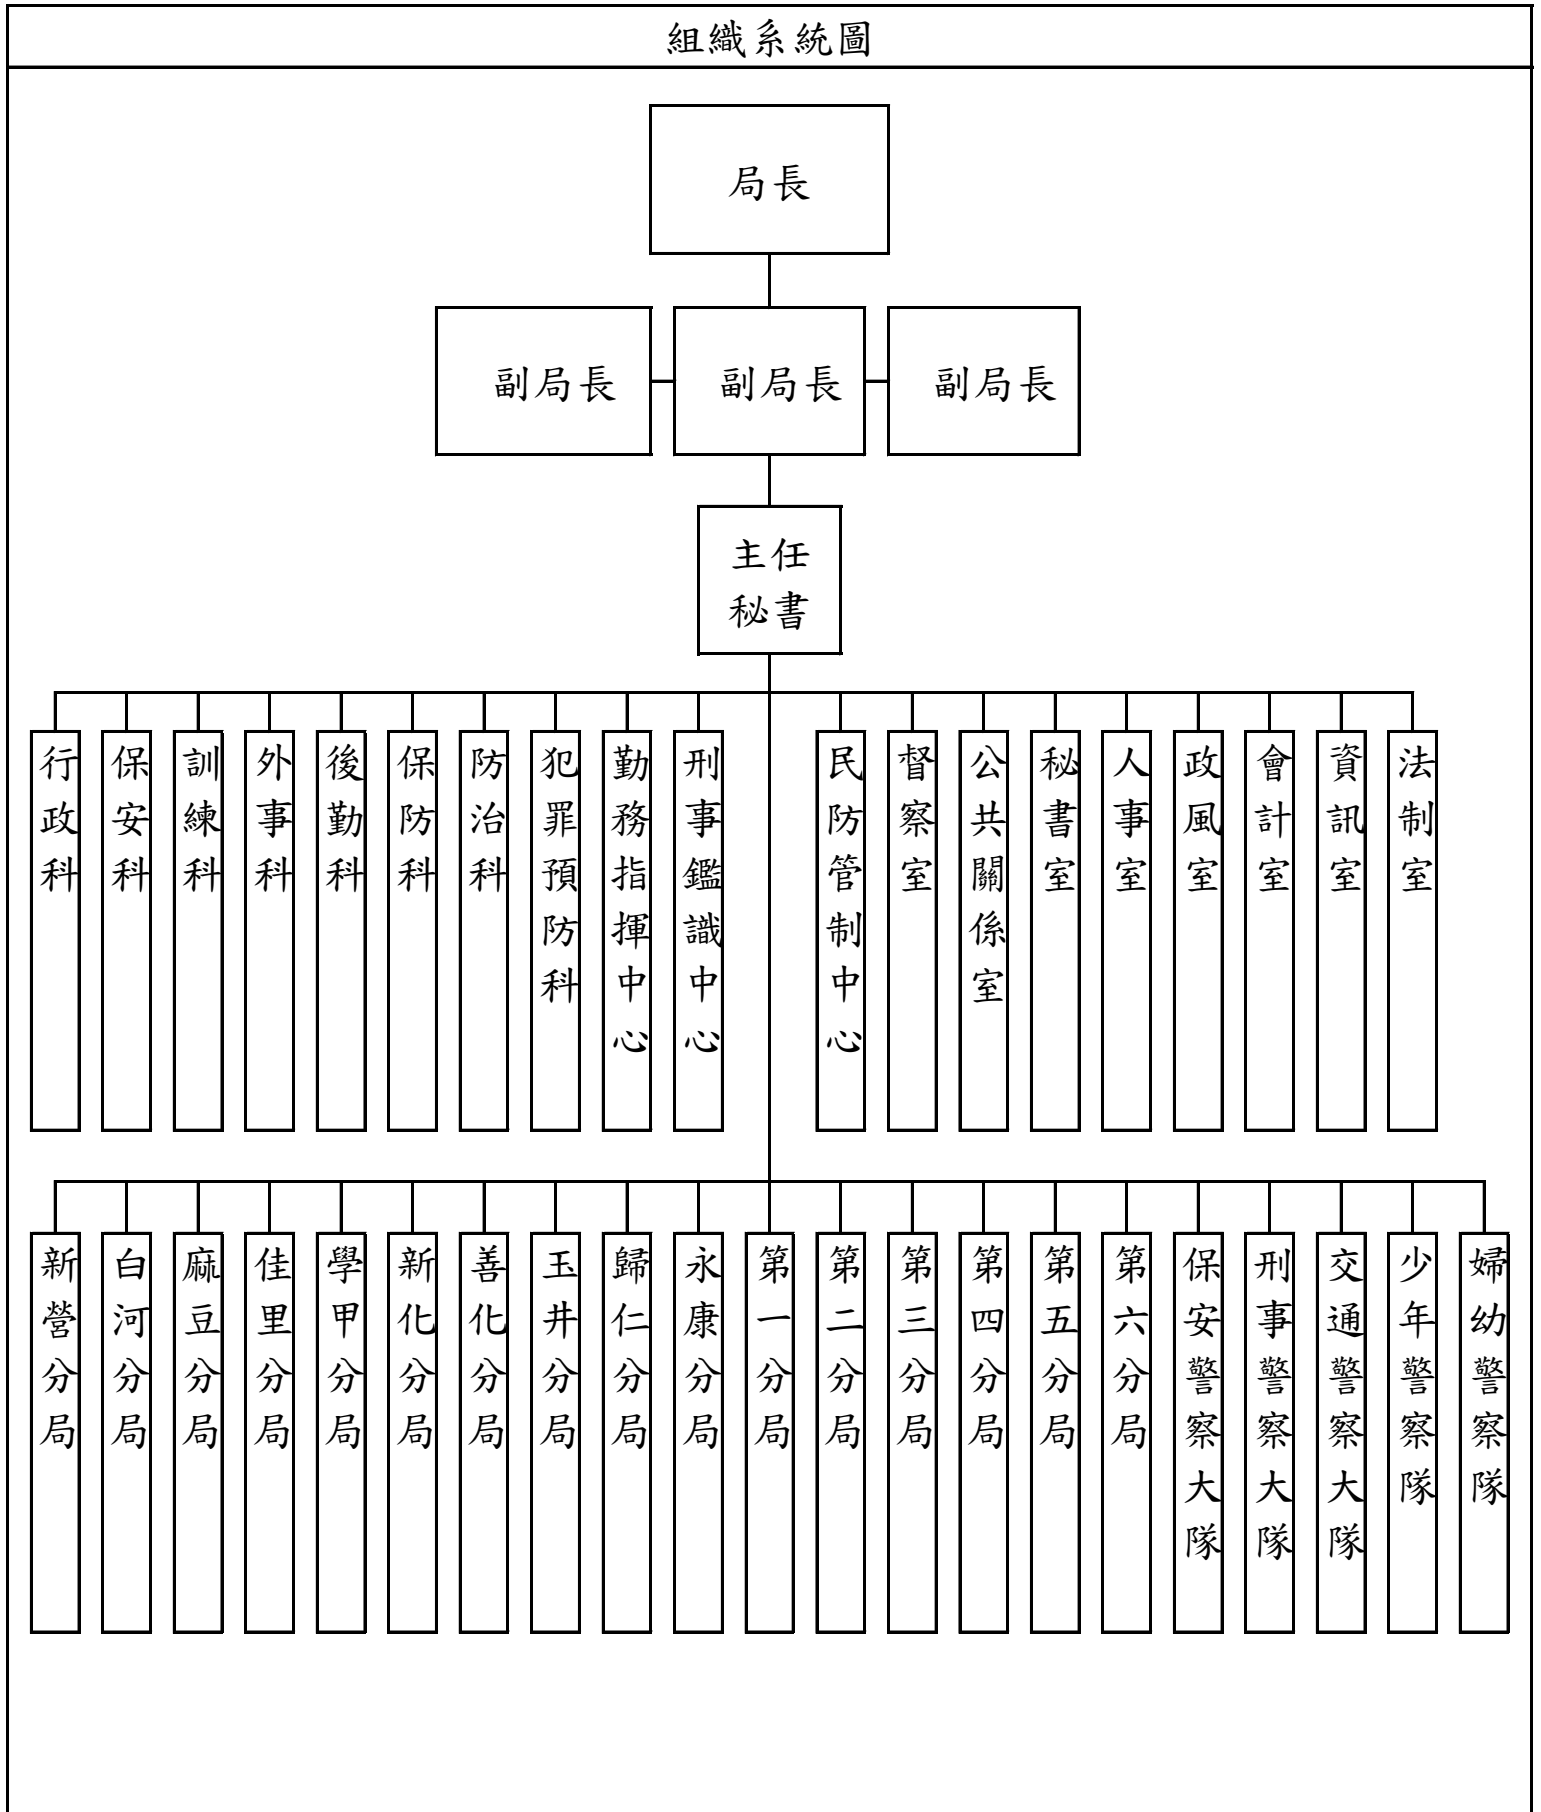 組織系統圖
局長
副局長
副局長
副局長
主任
秘書
行政科
保安科
訓練科
外事科
後勤科
保防科
防治科
犯罪預防科
勤務指揮中心
刑事鑑識中心
民防管制中心
督察室
公共關係室
秘書室
人事室
政風室
會計室
資訊室
法制室
新營分局
白河分局
麻豆分局
佳里分局
學甲分局
新化分局
善化分局
玉井分局
歸仁分局
永康分局
第一分局
第二分局
第三分局
第四分局
第五分局
第六分局
保安警察大隊
刑事警察大隊
交通警察大隊
少年警察隊
婦幼警察隊